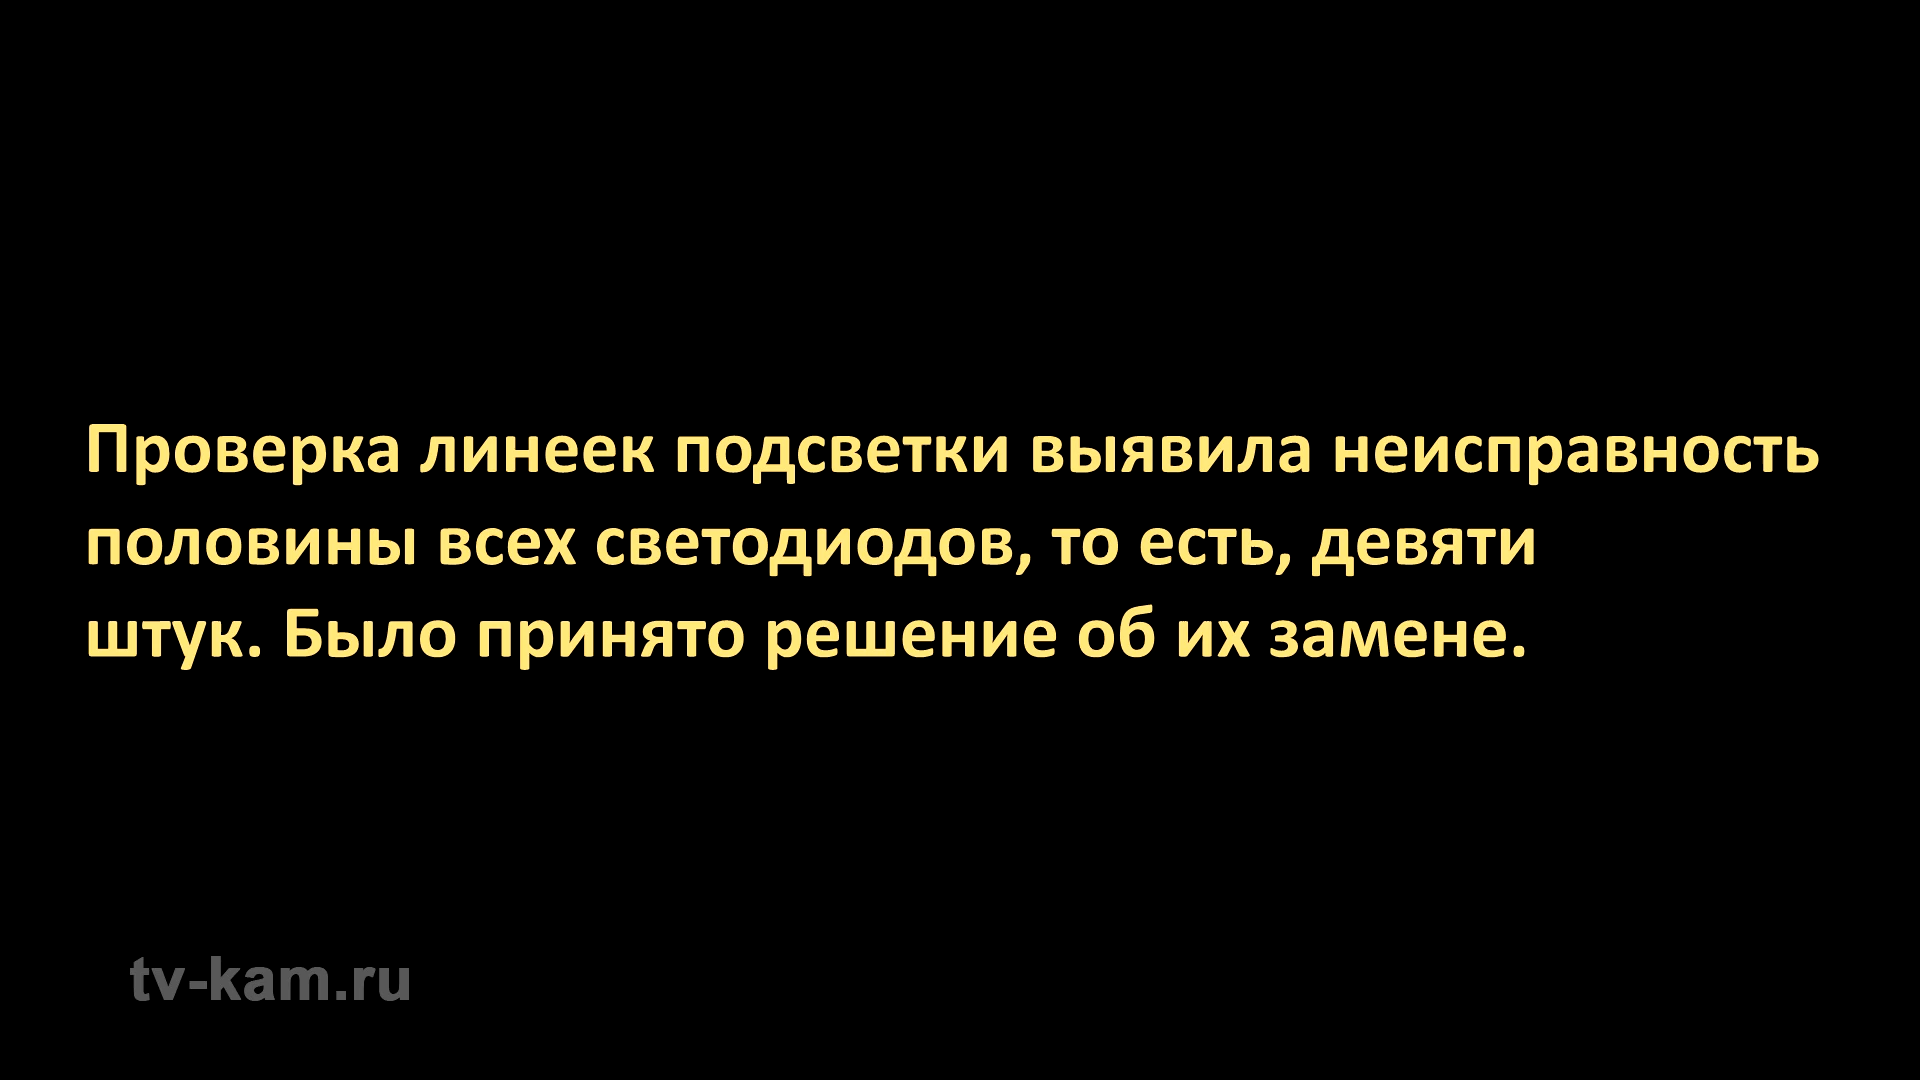 Проверка линеек подсветки выявила неисправность
половины всех светодиодов, то есть, девяти
штук. Было принято решение об их замене.
tv-kam.ru